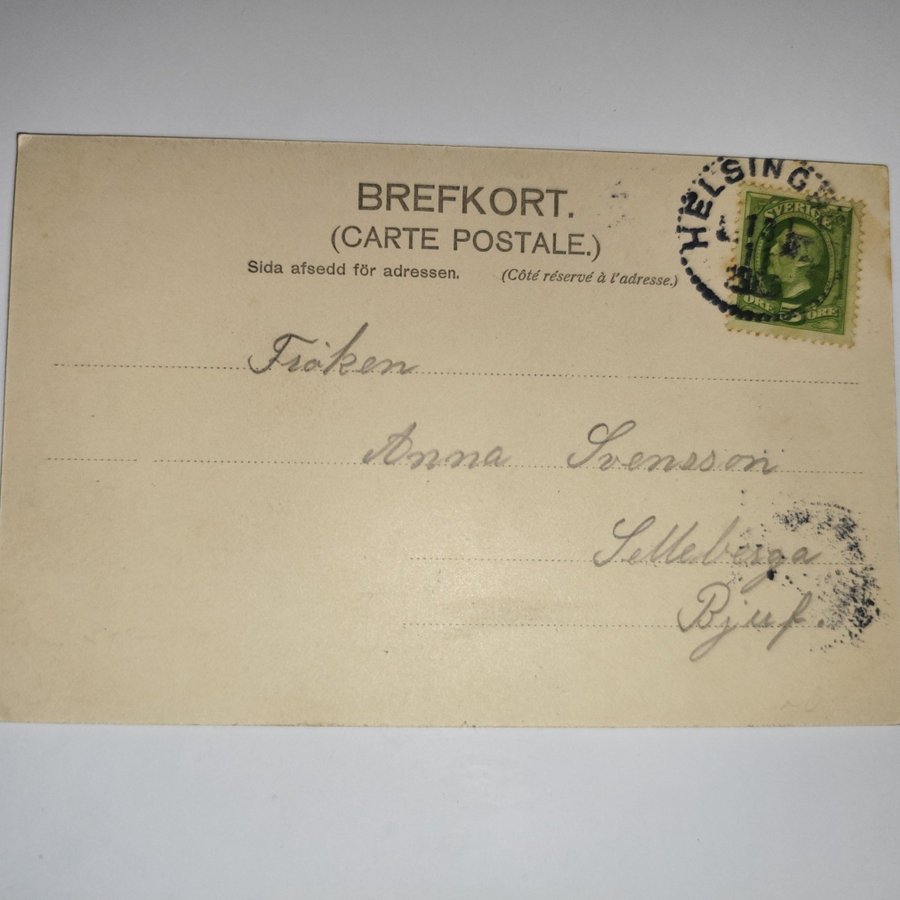 BREFKORT.
(CARTE POSTALE.)
Sida afsedd för adressen. (Côté réservé à l'adresse.)
HELSING
SVERIGE
ÖRE 5 ÖRE
Fröken
Anna Svensson
Selleberga
Bjuf.